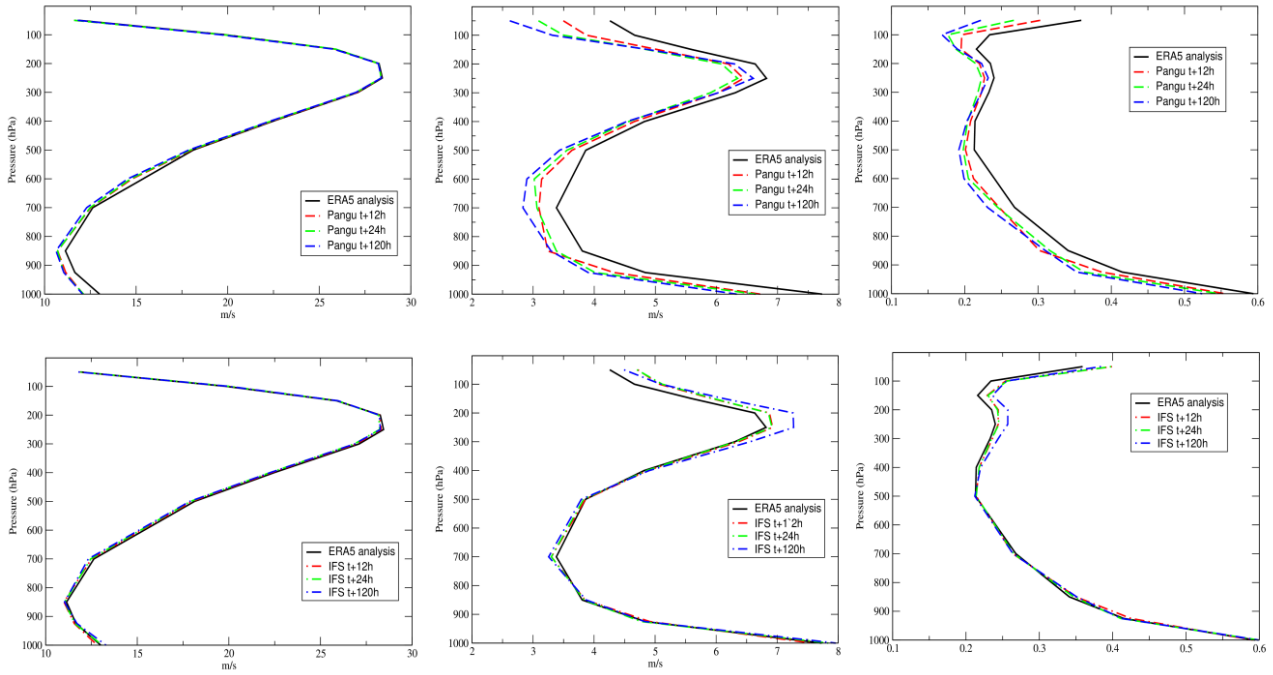 100
200
300
400
500
600
700
800
900
1000
Pressure (hPa)
10 15 20 25 30
m/s
ERA5 analysis
Pangu t+12h
Pangu t+24h
Pangu t+120h
100
200
300
400
500
600
700
800
900
1000
Pressure (hPa)
2 3 4 5 6 7 8
m/s
ERA5 analysis
Pangu t+12h
Pangu t+24h
Pangu t+120h
100
200
300
400
500
600
700
800
900
1000
Pressure (hPa)
0.1 0.2 0.3 0.4 0.5 0.6
ERA5 analysis
Pangu t+12h
Pangu t+24h
Pangu t+120h
100
200
300
400
500
600
700
800
900
1000
Pressure (hPa)
10 15 20 25 30
m/s
ERA5 analysis
IFS t+12h
IFS t+24h
IFS t+120h
100
200
300
400
500
600
700
800
900
1000
Pressure (hPa)
2 3 4 5 6 7 8
m/s
ERA5 analysis
IFS t+1`2h
IFS t+24h
IFS t+120h
100
200
300
400
500
600
700
800
900
1000
Pressure (hPa)
0.1 0.2 0.3 0.4 0.5 0.6
ERA5 analysis
IFS t+12h
IFS t+24h
IFS t+120h